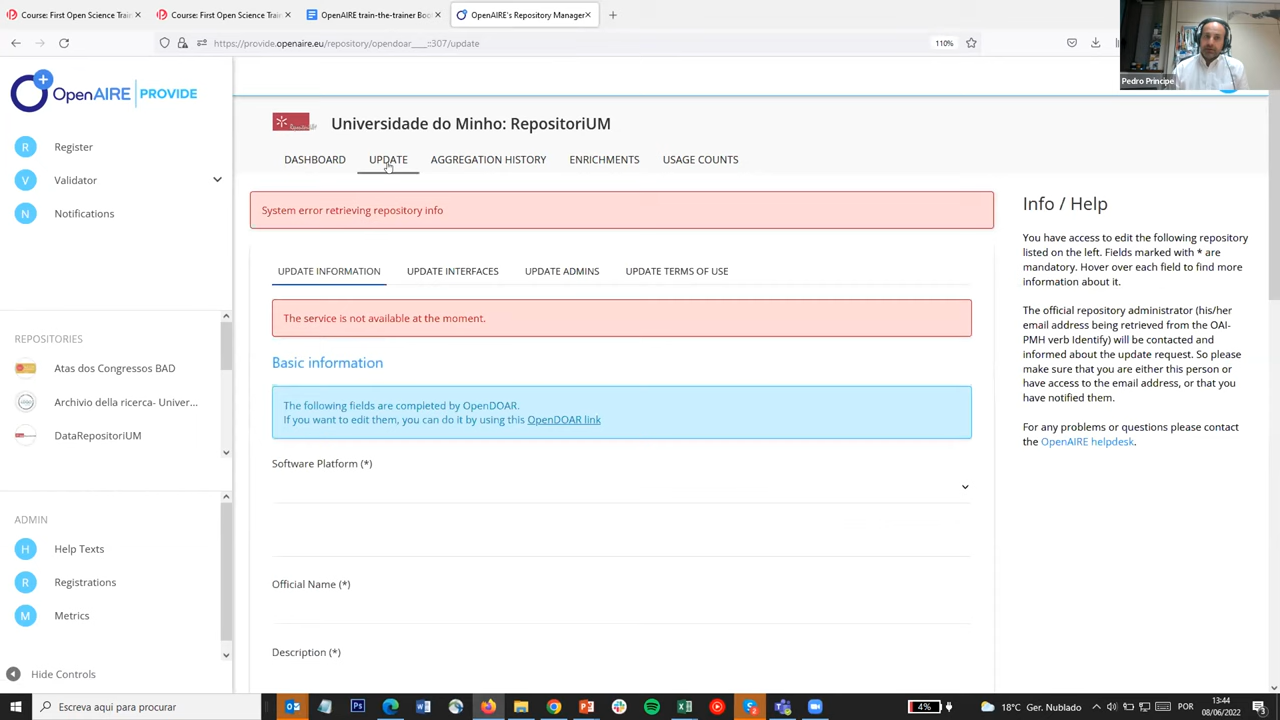 Course: First Open Science Train
Course: First Open Science Train
OpenAIRE train-the-trainer Boo
OpenAIRE's Repository Manager
https://provide.openaire.eu/repository/opendoar____::307/update
110%
Pedro Principe
OpenAIRE | PROVIDE
Universidade do Minho: RepositoriUM
DASHBOARD
UPDATE
AGGREGATION HISTORY
ENRICHMENTS
USAGE COUNTS
R Register
V Validator
N Notifications
REPOSITORIES
Atas dos Congressos BAD
Archivio della ricerca- Univer...
DataRepositoriUM
ADMIN
H Help Texts
R Registrations
M Metrics
Hide Controls
System error retrieving repository info
UPDATE INFORMATION
UPDATE INTERFACES
UPDATE ADMINS
UPDATE TERMS OF USE
The service is not available at the moment.
Basic information
The following fields are completed by OpenDOAR.
If you want to edit them, you can do it by using this OpenDOAR link
Software Platform (*)
Official Name (*)
Description (*)
Info / Help
You have access to edit the following repository
listed on the left. Fields marked with * are
mandatory. Hover over each field to find more
information about it.
The official repository administrator (his/her
email address being retrieved from the OAI-
PMH verb Identify) will be contacted and
informed about the update request. So please
make sure that you are either this person or
have access to the email address, or that you
have notified them.
For any problems or questions please contact
the OpenAIRE helpdesk.
Escreva aqui para procurar
4%
18°C Ger. Nublado
POR
13:44
08/06/2022
3